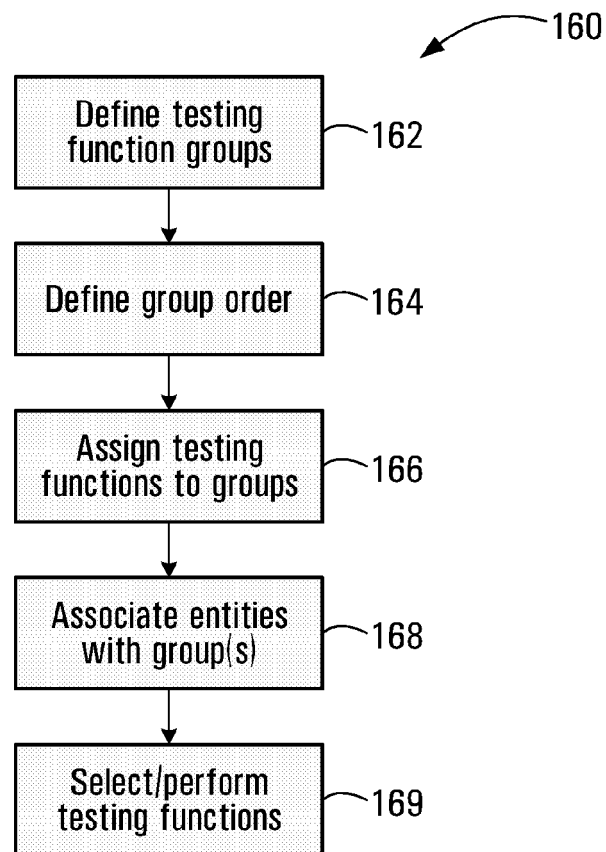 160
Define testing
function groups
162
Define group order
164
Assign testing
functions to groups
166
Associate entities
with group(s)
168
Select/perform
testing functions
169